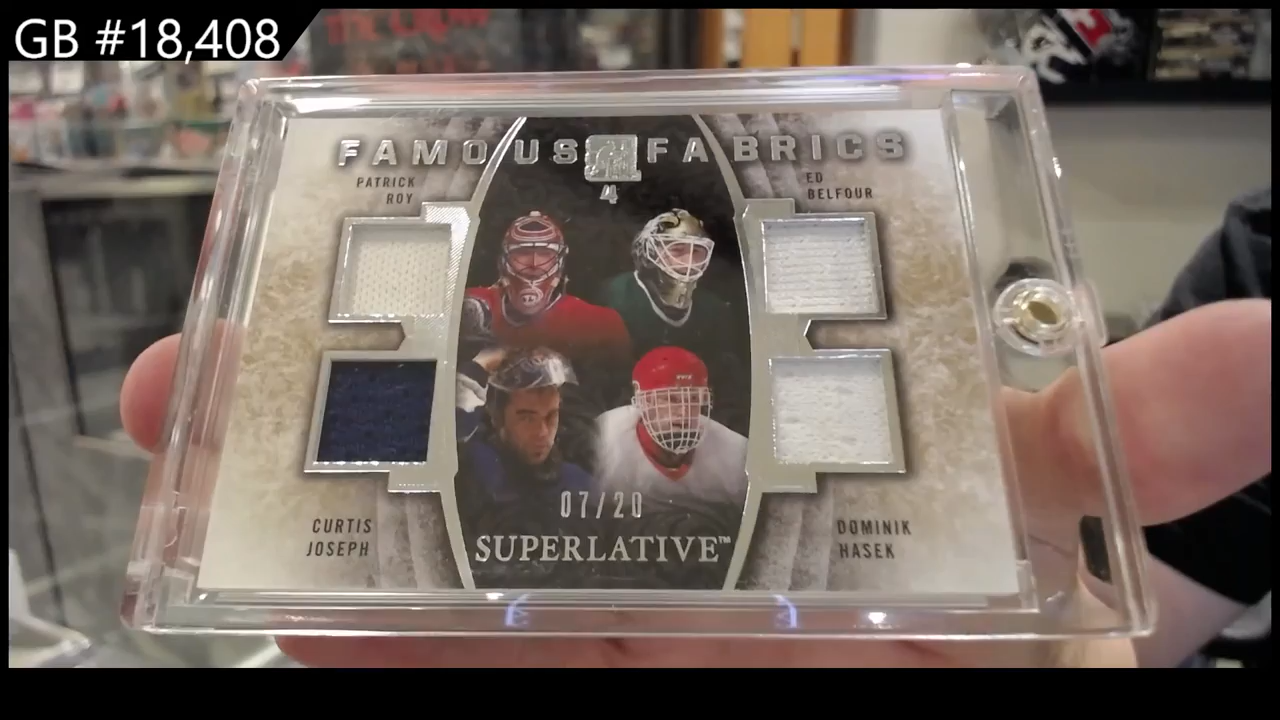 GB #18,408
FAMOUS FABRICS
4
PATRICK
ROY
ED
BELFOUR
CURTIS
JOSEPH
DOMINIK
HASEK
07/20
SUPERLATIVE™